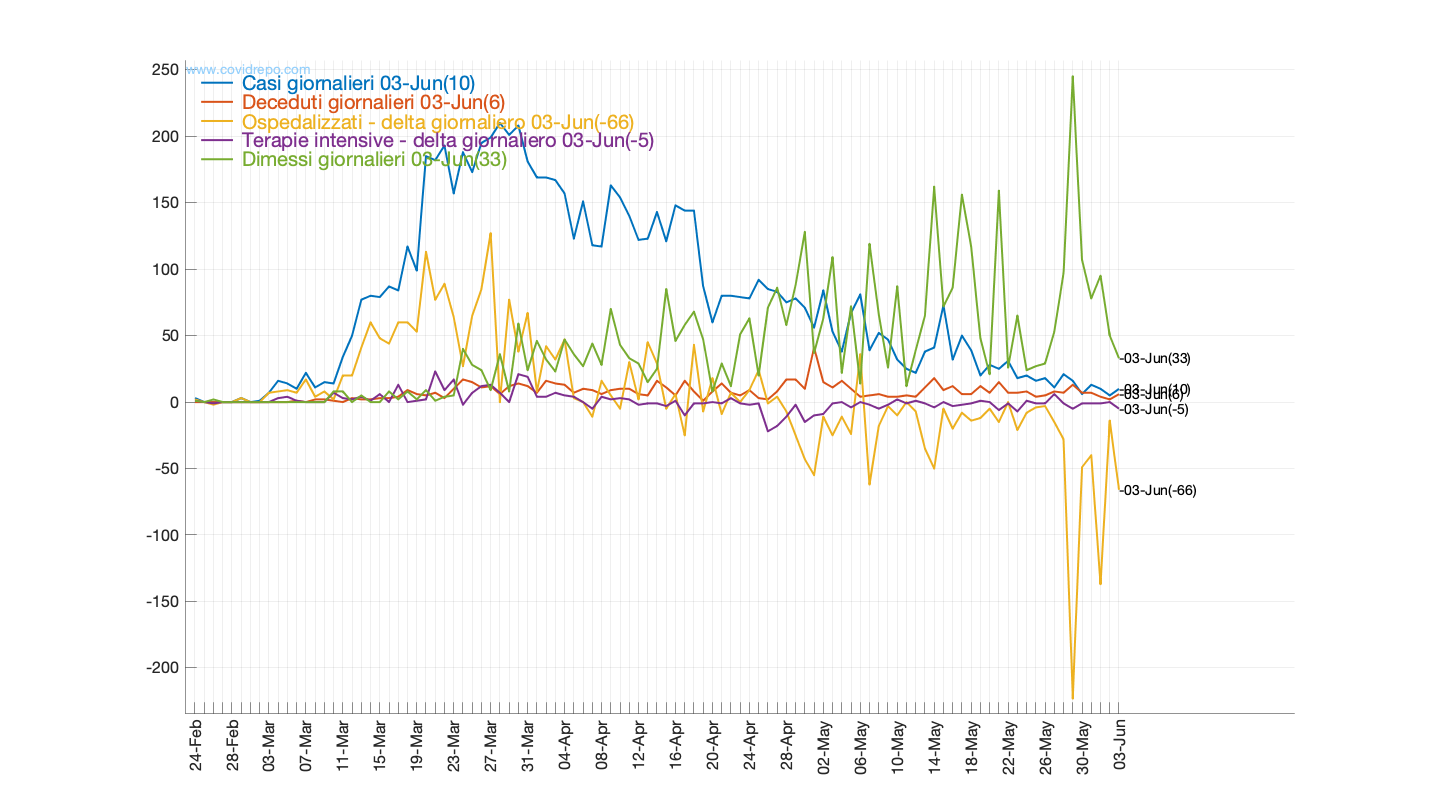 250
www.covidrepo.com
Casi giornalieri 03-Jun(10)
Deceduti giornalieri 03-Jun(6)
Ospedalizzati - delta giornaliero 03-Jun(-66)
Terapie intensive - delta giornaliero 03-Jun(-5)
Dimessi giornalieri 03-Jun(33)
200
150
100
50
0
-50
-100
-150
-200
-03-Jun(33)
-03-Jun(10)
-03-Jun(6)
-03-Jun(-5)
-03-Jun(-66)
24-Feb
28-Feb
03-Mar
07-Mar
11-Mar
15-Mar
19-Mar
23-Mar
27-Mar
31-Mar
04-Apr
08-Apr
12-Apr
16-Apr
20-Apr
24-Apr
28-Apr
02-May
06-May
10-May
14-May
18-May
22-May
26-May
30-May
03-Jun